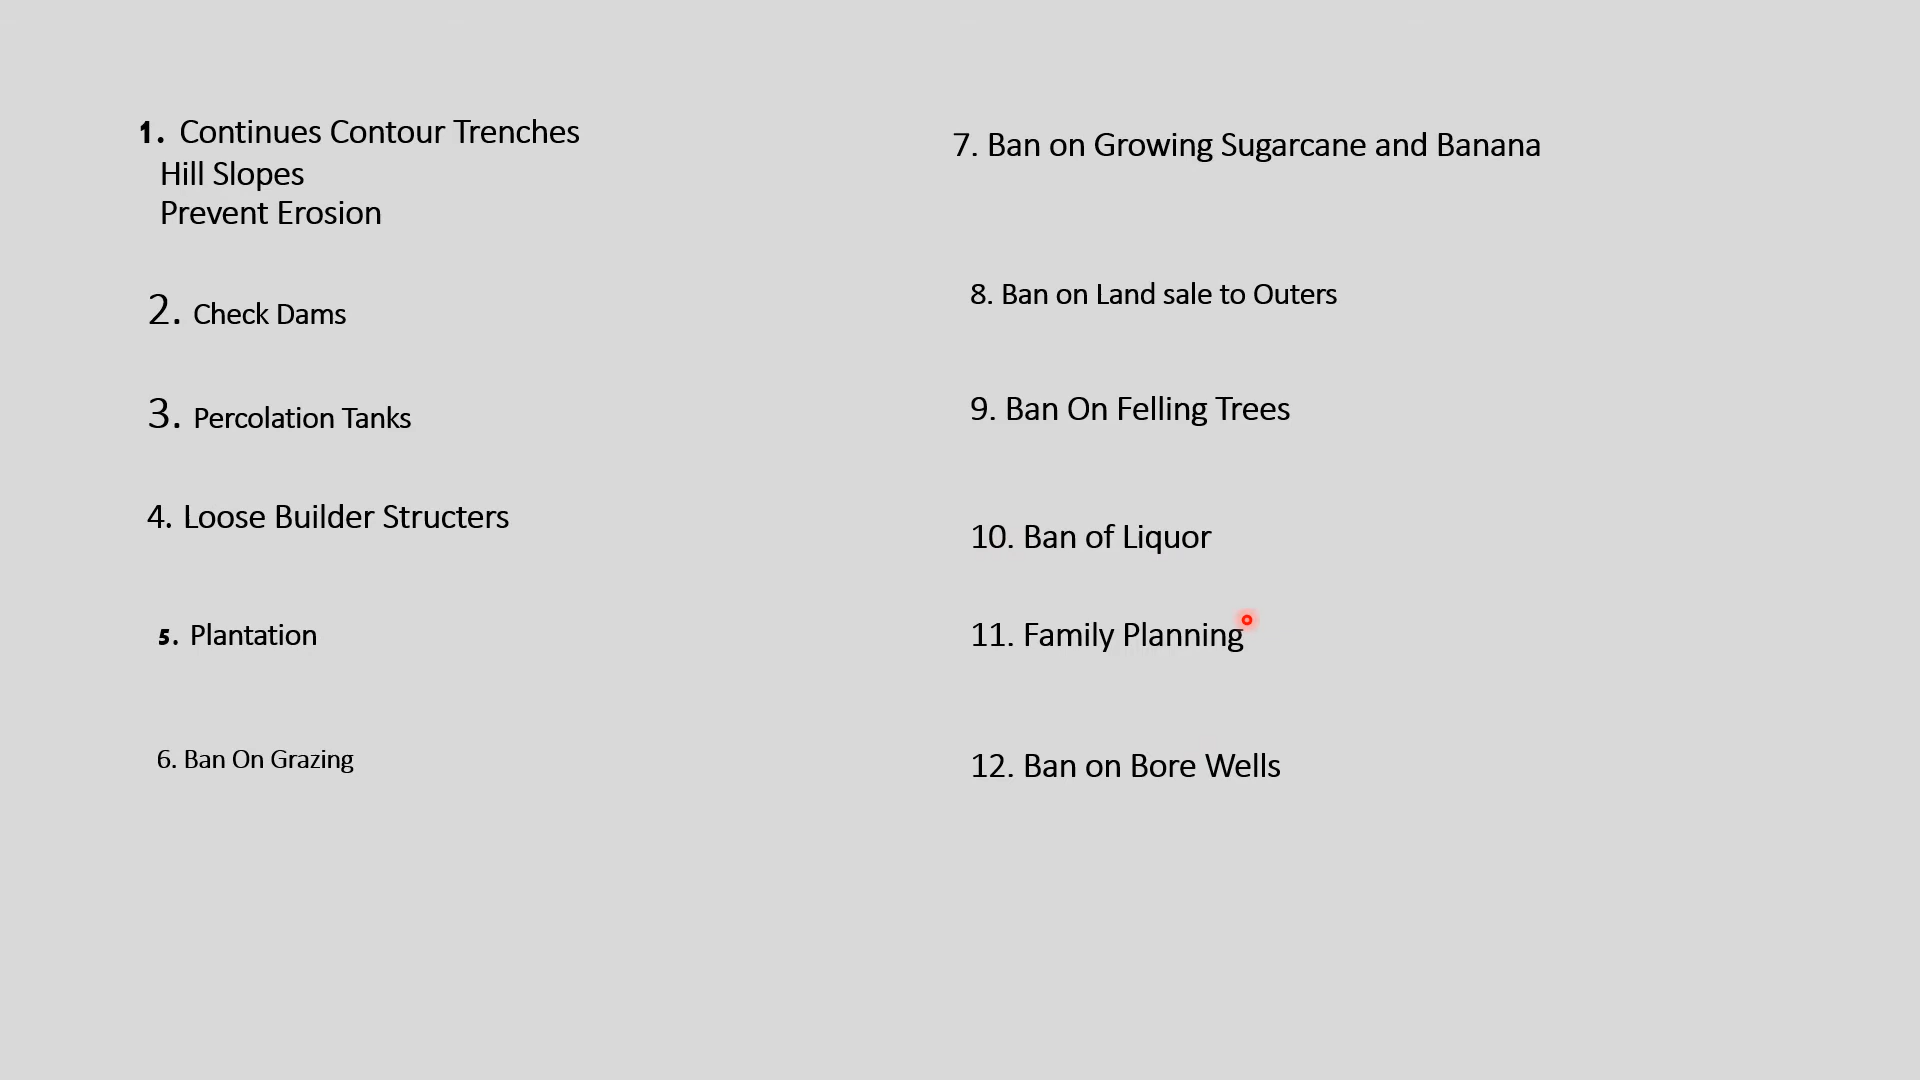 1. Continues Contour Trenches
Hill Slopes
Prevent Erosion
2. Check Dams
3. Percolation Tanks
4. Loose Builder Structers
5. Plantation
6. Ban On Grazing
7. Ban on Growing Sugarcane and Banana
8. Ban on Land sale to Outers
9. Ban On Felling Trees
10. Ban of Liquor
11. Family Planning
12. Ban on Bore Wells